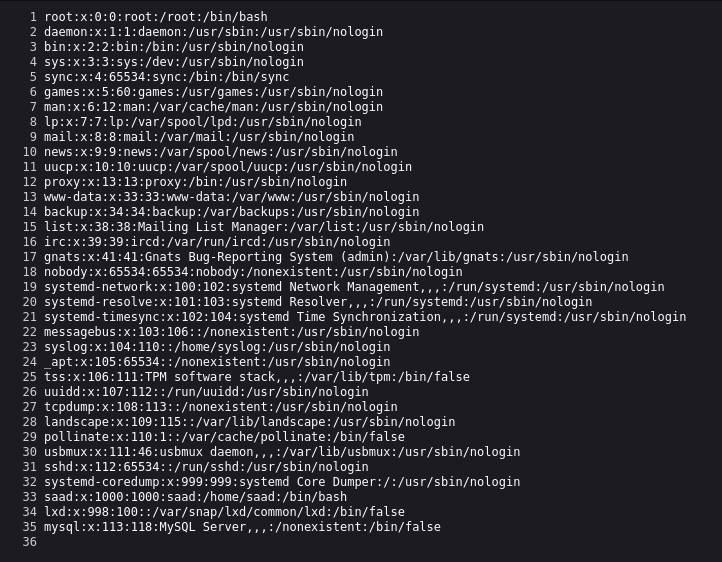 1 root:x:0:0:root:/root:/bin/bash
2 daemon:x:1:1:daemon:/usr/sbin:/usr/sbin/nologin
3 bin:x:2:2:bin:/bin:/usr/sbin/nologin
4 sys:x:3:3:sys:/dev:/usr/sbin/nologin
5 sync:x:4:65534:sync:/bin:/bin/sync
6 games:x:5:60:games:/usr/games:/usr/sbin/nologin
7 man:x:6:12:man:/var/cache/man:/usr/sbin/nologin
8 lp:x:7:7:lp:/var/spool/lpd:/usr/sbin/nologin
9 mail:x:8:8:mail:/var/mail:/usr/sbin/nologin
10 news:x:9:9:news:/var/spool/news:/usr/sbin/nologin
11 uucp:x:10:10:uucp:/var/spool/uucp:/usr/sbin/nologin
12 proxy:x:13:13:proxy:/bin:/usr/sbin/nologin
13 www-data:x:33:33:www-data:/var/www:/usr/sbin/nologin
14 backup:x:34:34:backup:/var/backups:/usr/sbin/nologin
15 list:x:38:38:Mailing List Manager:/var/list:/usr/sbin/nologin
16 irc:x:39:39:ircd:/var/run/ircd:/usr/sbin/nologin
17 gnats:x:41:41:Gnats Bug-Reporting System (admin):/var/lib/gnats:/usr/sbin/nologin
18 nobody:x:65534:65534:nobody:/nonexistent:/usr/sbin/nologin
19 systemd-network:x:100:102:systemd Network Management,,,:/run/systemd:/usr/sbin/nologin
20 systemd-resolve:x:101:103:systemd Resolver,,,:/run/systemd:/usr/sbin/nologin
21 systemd-timesync:x:102:104:systemd Time Synchronization,,,:/run/systemd:/usr/sbin/nologin
22 messagebus:x:103:106::/nonexistent:/usr/sbin/nologin
23 syslog:x:104:110::/home/syslog:/usr/sbin/nologin
24 _apt:x:105:65534::/nonexistent:/usr/sbin/nologin
25 tss:x:106:111:TPM software stack,,,:/var/lib/tpm:/bin/false
26 uuidd:x:107:112::/run/uuidd:/usr/sbin/nologin
27 tcpdump:x:108:113::/nonexistent:/usr/sbin/nologin
28 landscape:x:109:115::/var/lib/landscape:/usr/sbin/nologin
29 pollinate:x:110:1::/var/cache/pollinate:/bin/false
30 usbmux:x:111:46:usbmux daemon,,,:/var/lib/usbmux:/usr/sbin/nologin
31 sshd:x:112:65534::/run/sshd:/usr/sbin/nologin
32 systemd-coredump:x:999:999:systemd Core Dumper:/:/usr/sbin/nologin
33 saad:x:1000:1000:saad:/home/saad:/bin/bash
34 lxd:x:998:100::/var/snap/lxd/common/lxd:/bin/false
35 mysql:x:113:118:MySQL Server,,,:/nonexistent:/bin/false
36